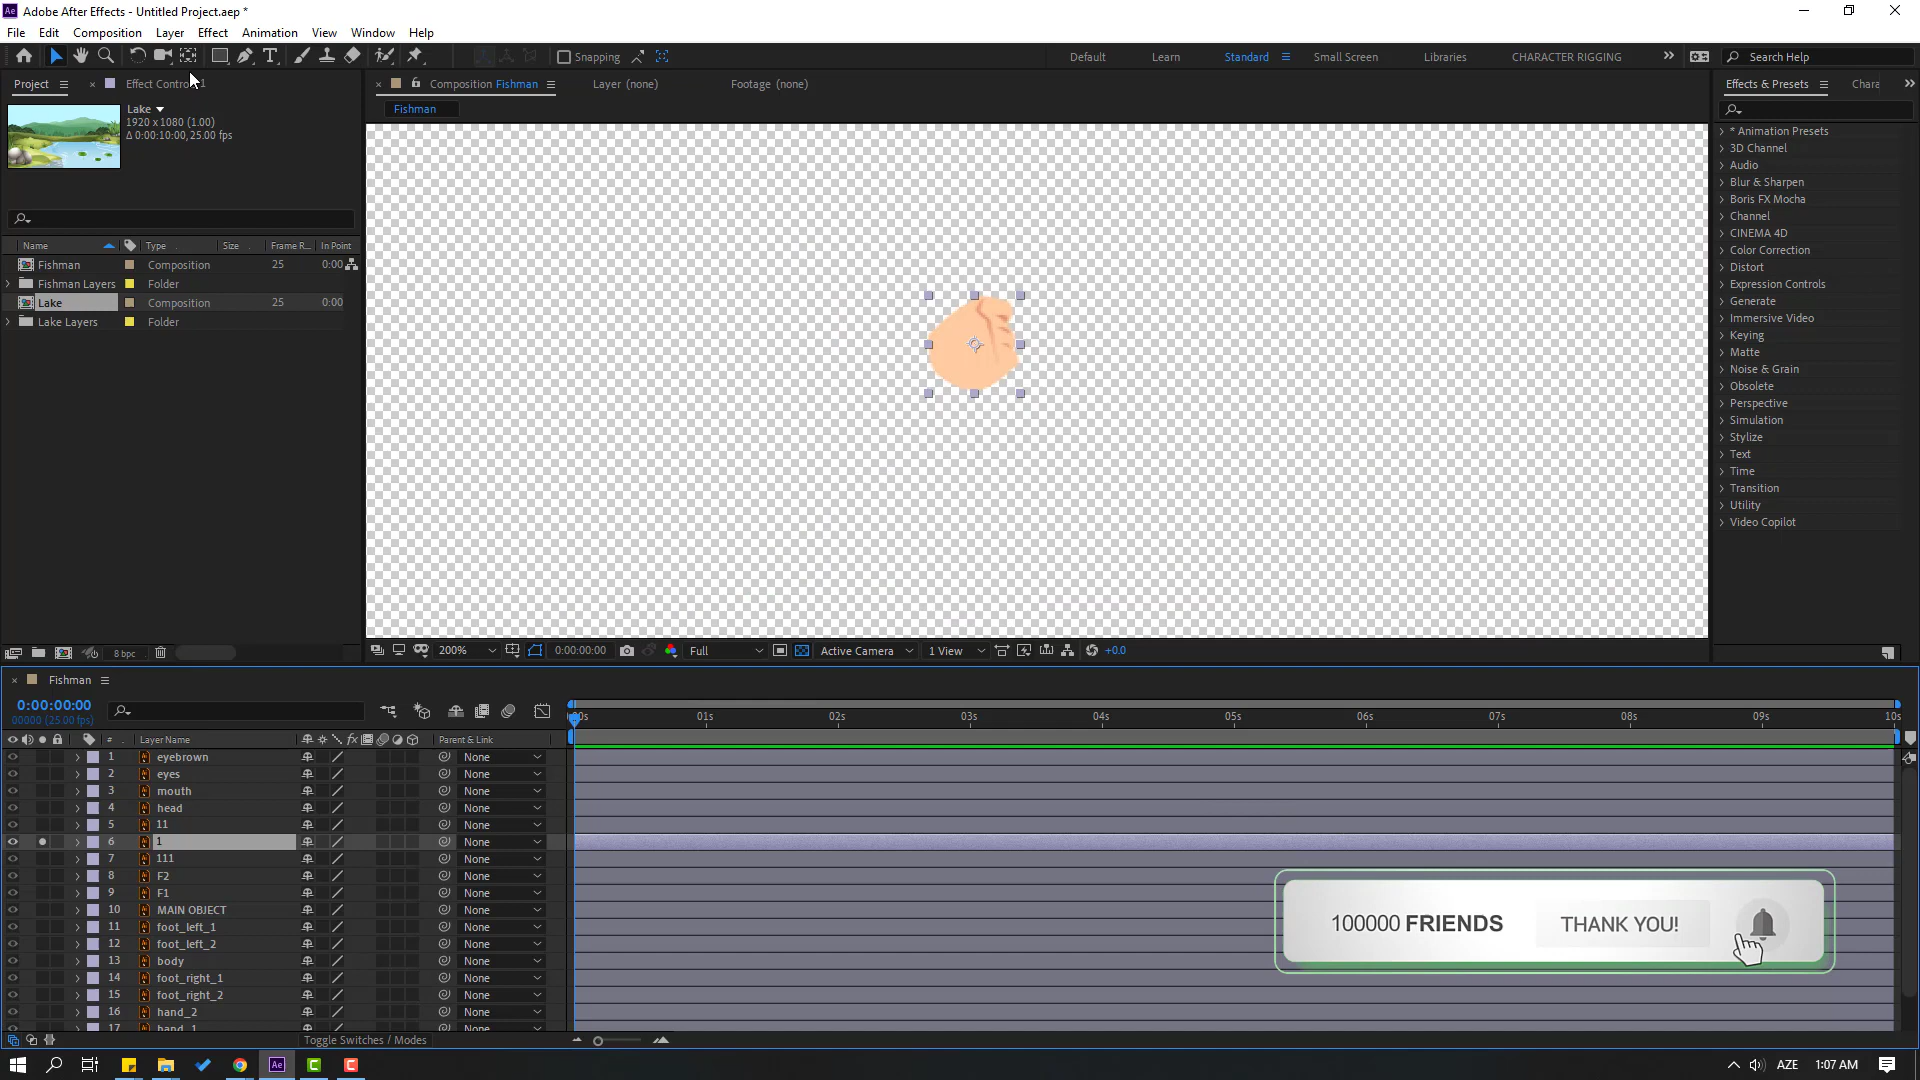 Adobe After Effects - Untitled Project.aep *
File Edit Composition Layer Effect Animation View Window Help
Snapping Default Learn Standard Small Screen Libraries CHARACTER RIGGING Search Help
Project Effect Contro 1 Composition Fishman Layer (none) Footage (none) Effects & Presets Chara
Lake
1920 x 1080 (1.00)
Δ 0:00:10:00, 25.00 fps
Fishman
Name Type Size Frame R... In Point
Fishman Composition 25 0:00
Fishman Layers Folder
Lake Composition 25 0:00
Lake Layers Folder
* Animation Presets
3D Channel
Audio
Blur & Sharpen
Boris FX Mocha
Channel
CINEMA 4D
Color Correction
Distort
Expression Controls
Generate
Immersive Video
Keying
Matte
Noise & Grain
Obsolete
Perspective
Simulation
Stylize
Text
Time
Transition
Utility
Video Copilot
8 bpc 200% 0:00:00:00 Full Active Camera 1 View +0.0
Fishman
0:00:00:00
00000 (25.00 fps)
00s 01s 02s 03s 04s 05s 06s 07s 08s 09s 10s
# Layer Name fx Parent & Link
1 eyebrown None
2 eyes None
3 mouth None
4 head None
5 11 None
6 1 None
7 111 None
8 F2 None
9 F1 None
10 MAIN OBJECT None
11 foot_left_1 None
12 foot_left_2 None
13 body None
14 foot_right_1 None
15 foot_right_2 None
16 hand_2 None
17 hand_1 None
Toggle Switches / Modes
100000 FRIENDS THANK YOU!
AZE 1:07 AM